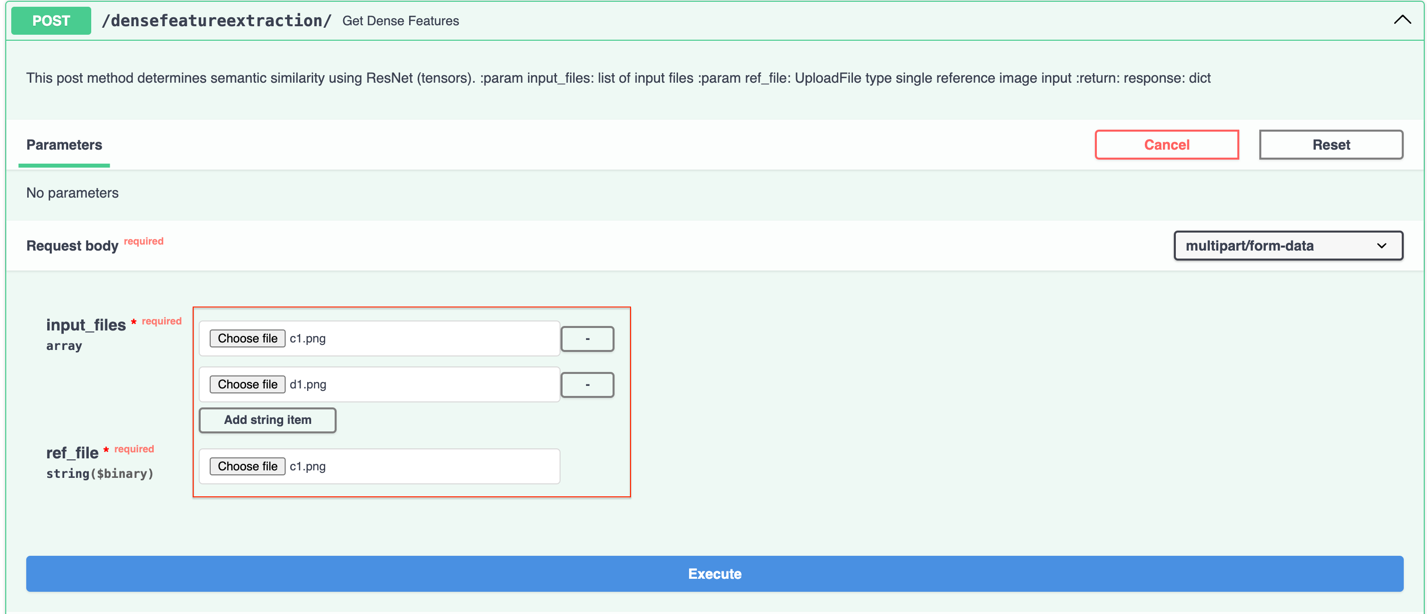 POST /densefeatureextraction/ Get Dense Features
This post method determines semantic similarity using ResNet (tensors). :param input_files: list of input files :param ref_file: UploadFile type single reference image input :return: response: dict
Parameters Cancel Reset
No parameters
Request body required multipart/form-data
input_files * required
array
Choose file c1.png -
Choose file d1.png -
Add string item
ref_file * required
string($binary)
Choose file c1.png
Execute